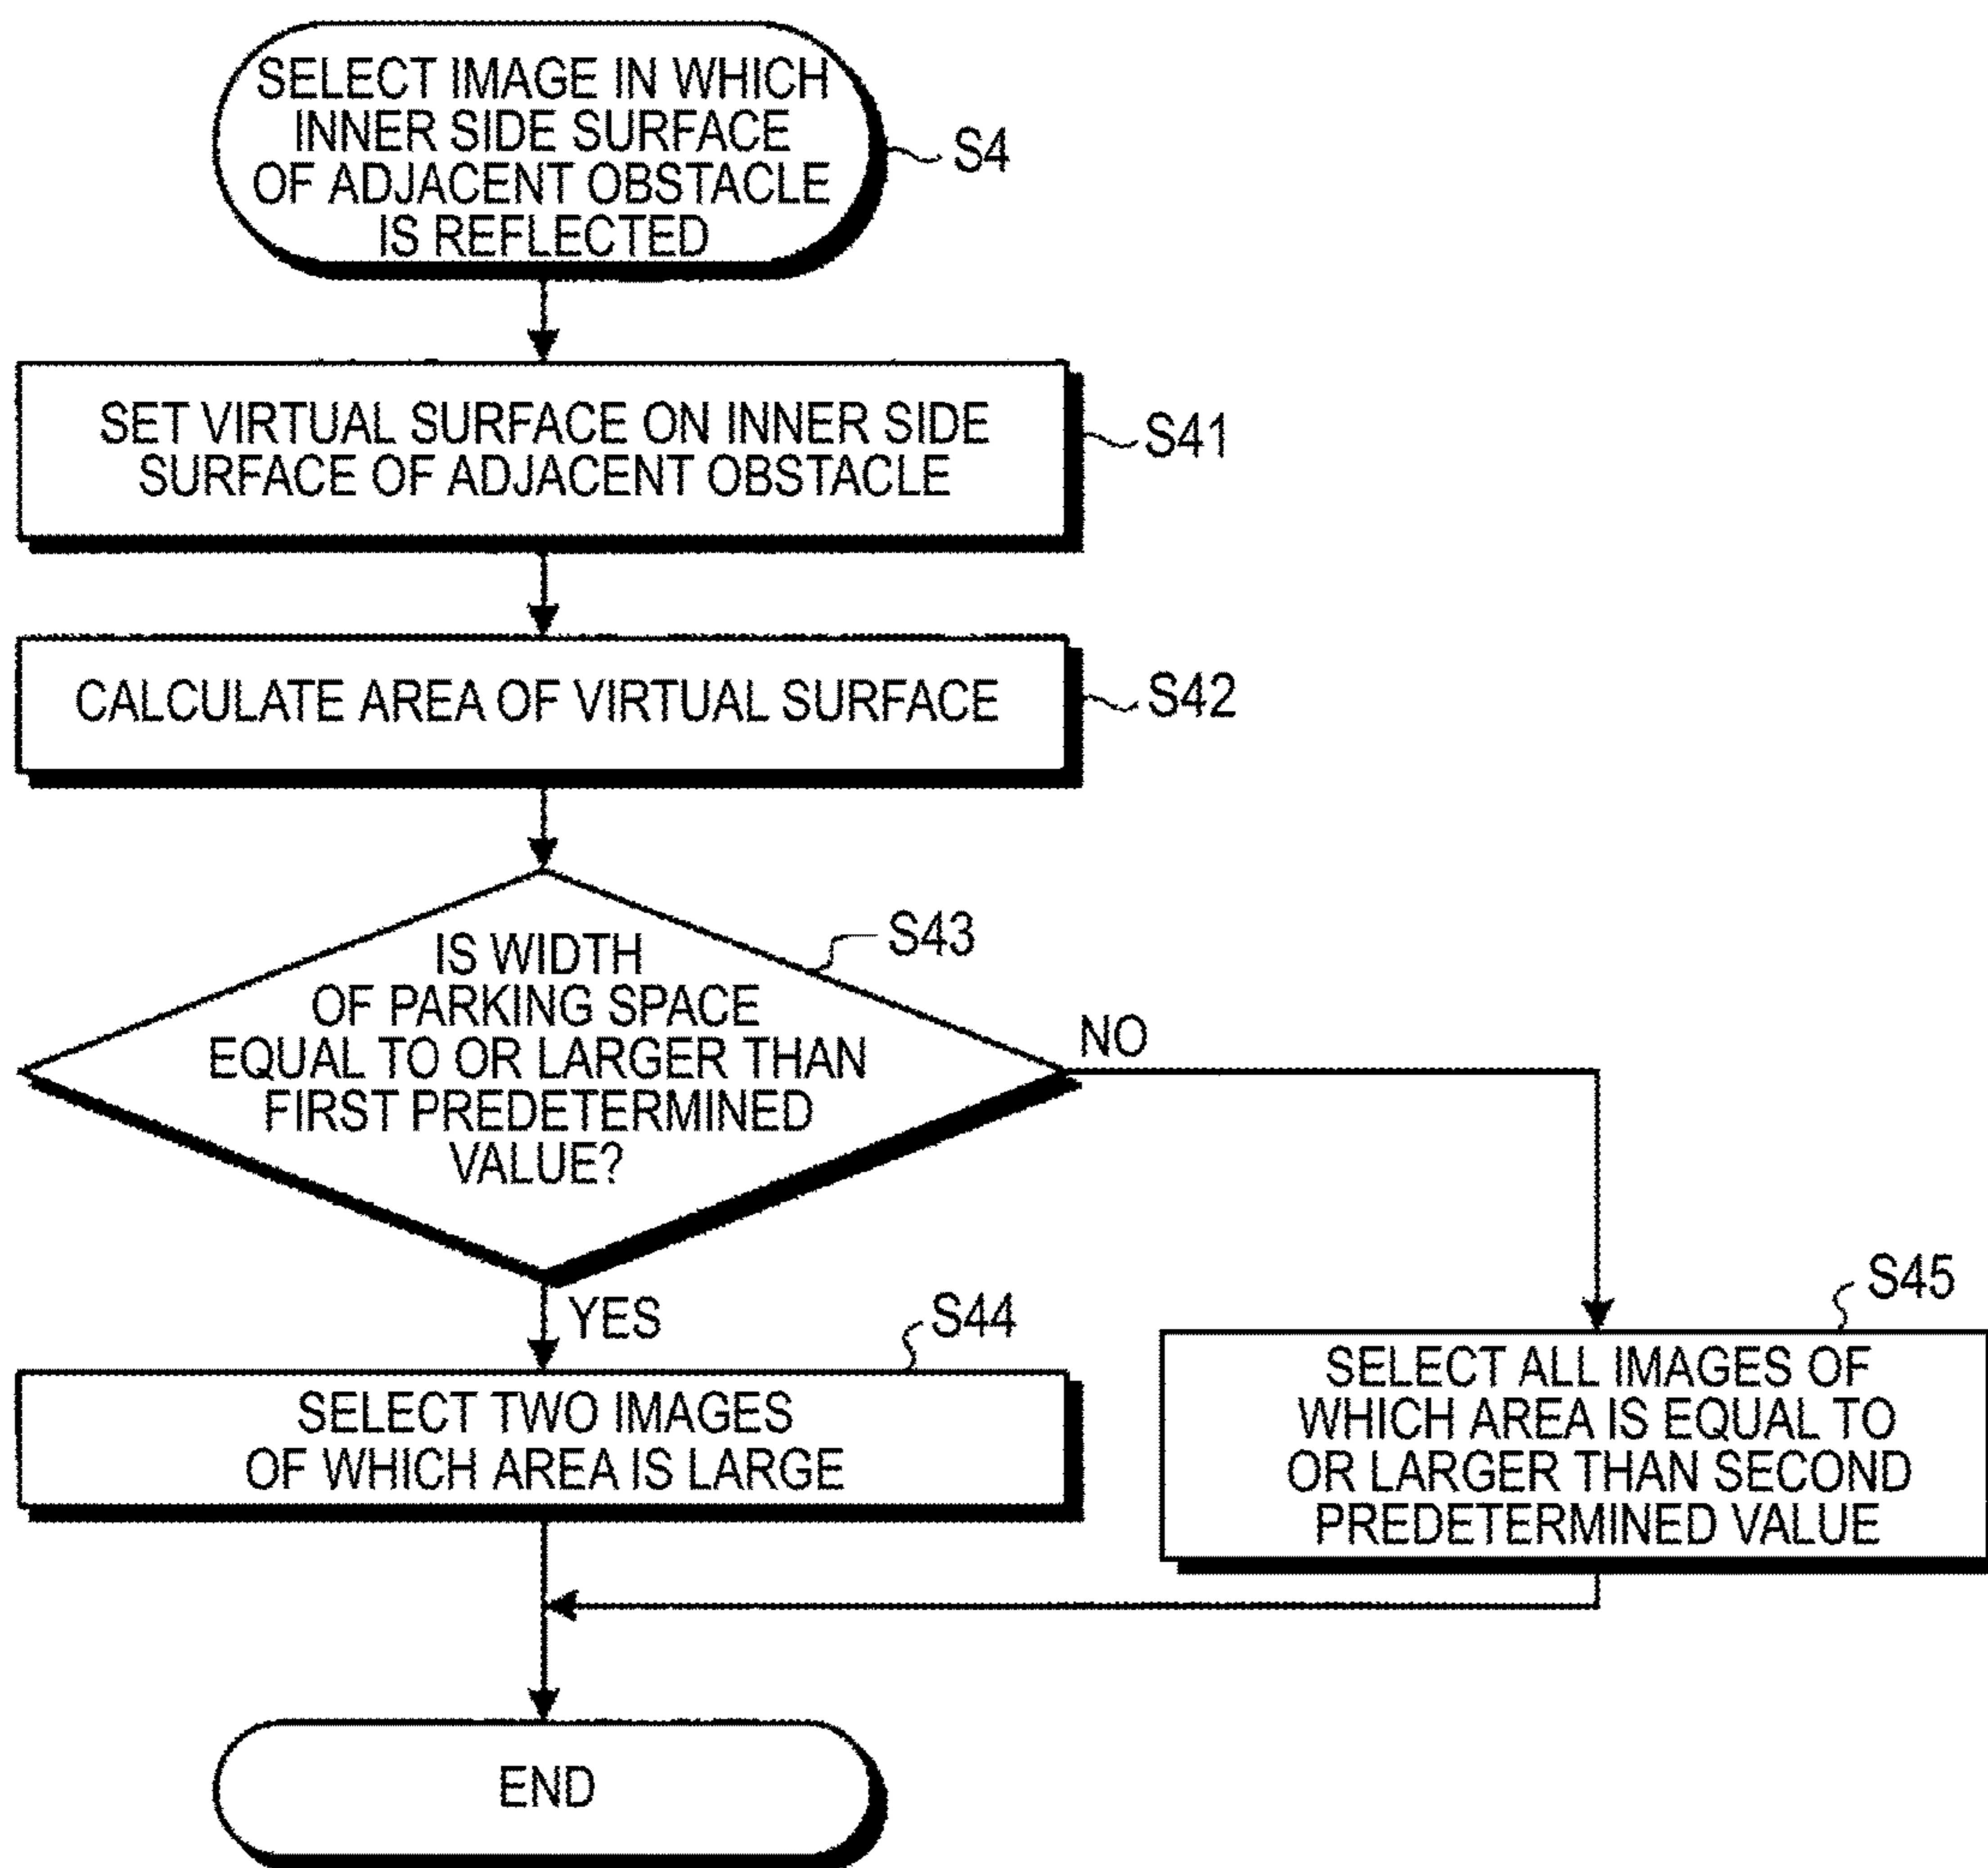 SELECT IMAGE IN WHICH
INNER SIDE SURFACE
OF ADJACENT OBSTACLE
IS REFLECTED
S4
SET VIRTUAL SURFACE ON INNER SIDE
SURFACE OF ADJACENT OBSTACLE
S41
CALCULATE AREA OF VIRTUAL SURFACE
S42
IS WIDTH
OF PARKING SPACE
EQUAL TO OR LARGER THAN
FIRST PREDETERMINED
VALUE?
S43
NO
YES
S44
SELECT TWO IMAGES
OF WHICH AREA IS LARGE
S45
SELECT ALL IMAGES OF
WHICH AREA IS EQUAL TO
OR LARGER THAN SECOND
PREDETERMINED VALUE
END